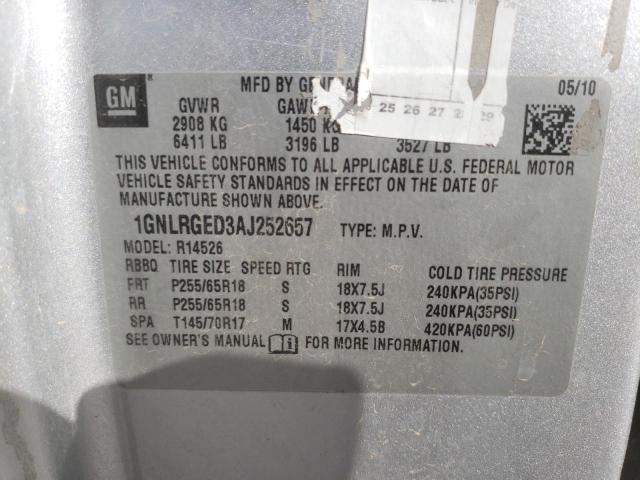 GM
MFD BY GENERAL
05/10
GVWR
2908 KG 1450 KG
25 26 27 28 29
6411 LB 3196 LB 3527 LB
THIS VEHICLE CONFORMS TO ALL APPLICABLE U.S. FEDERAL MOTOR
VEHICLE SAFETY STANDARDS IN EFFECT ON THE DATE OF
MANUFACTURE SHOWN ABOVE.
1GNLRGED3AJ252657 TYPE: M.P.V.
MODEL: R14526
RBBQ TIRE SIZE SPEED RTG RIM COLD TIRE PRESSURE
FRT P255/65R18 S 18X7.5J 240KPA(35PSI)
RR P255/65R18 S 18X7.5J 240KPA(35PSI)
SPA T145/70R17 M 17X4.5B 420KPA(60PSI)
SEE OWNER'S MANUAL FOR MORE INFORMATION.